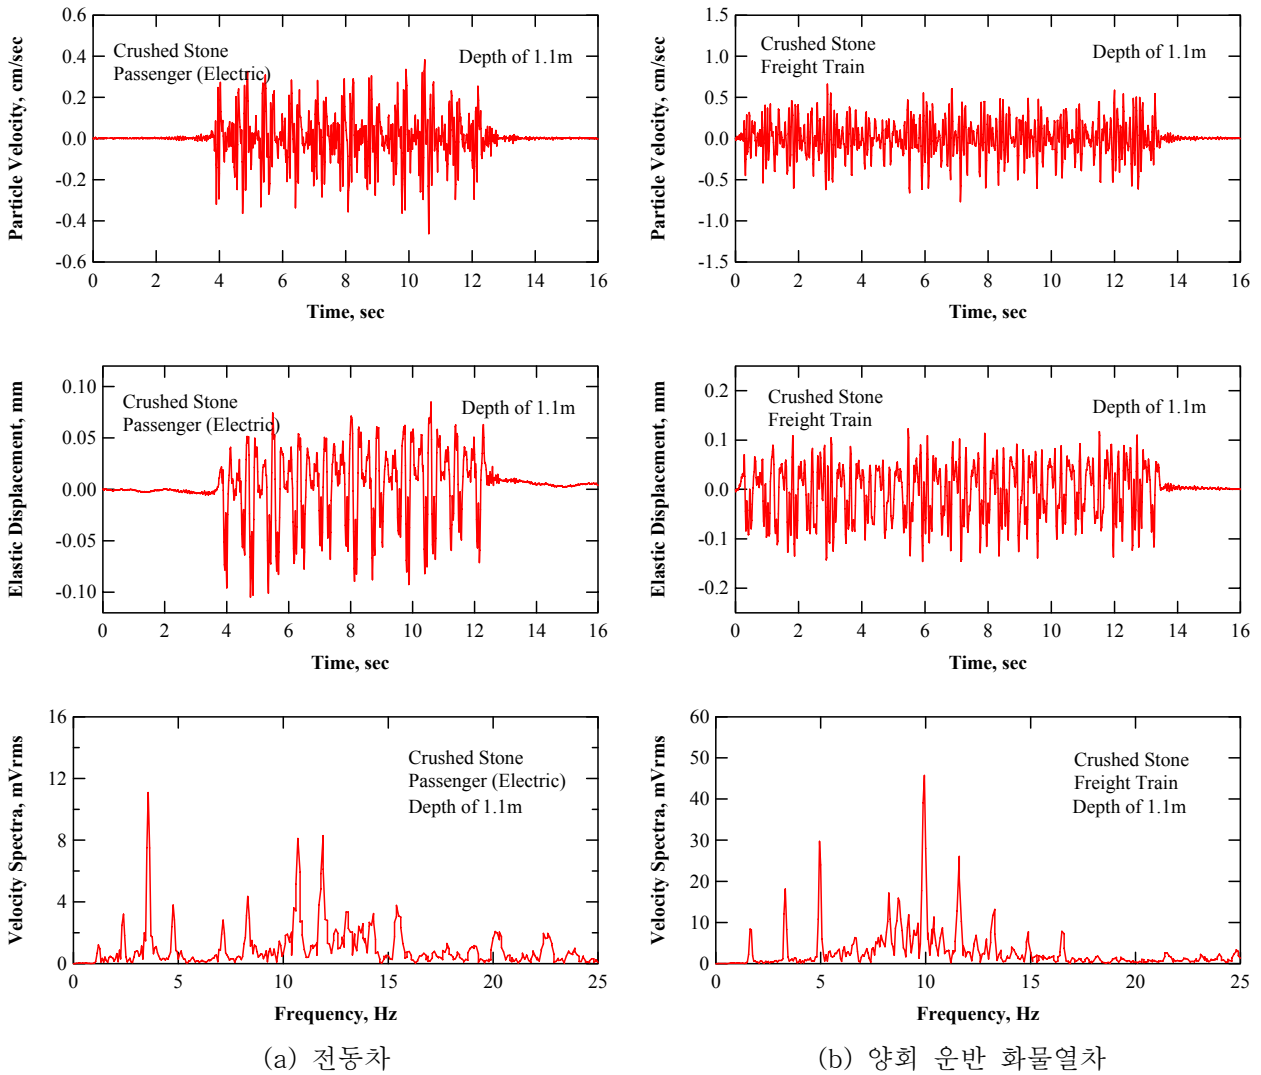 0.6
0.4
0.2
0.0
-0.2
-0.4
-0.6
Particle Velocity, cm/sec
Crushed Stone
Passenger (Electric)
Depth of 1.1m
0 2 4 6 8 10 12 14 16
Time, sec
1.5
1.0
0.5
0.0
-0.5
-1.0
-1.5
Particle Velocity, cm/sec
Crushed Stone
Freight Train
Depth of 1.1m
0 2 4 6 8 10 12 14 16
Time, sec
0.10
0.05
0.00
-0.05
-0.10
Elastic Displacement, mm
Crushed Stone
Passenger (Electric)
Depth of 1.1m
0 2 4 6 8 10 12 14 16
Time, sec
0.2
0.1
0.0
-0.1
-0.2
Elastic Displacement, mm
Crushed Stone
Freight Train
Depth of 1.1m
0 2 4 6 8 10 12 14 16
Time, sec
16
12
8
4
0
Velocity Spectra, mVrms
Crushed Stone
Passenger (Electric)
Depth of 1.1m
0 5 10 15 20 25
Frequency, Hz
(a) 전동차
60
50
40
30
20
10
0
Velocity Spectra, mVrms
Crushed Stone
Freight Train
Depth of 1.1m
0 5 10 15 20 25
Frequency, Hz
(b) 양회 운반 화물열차